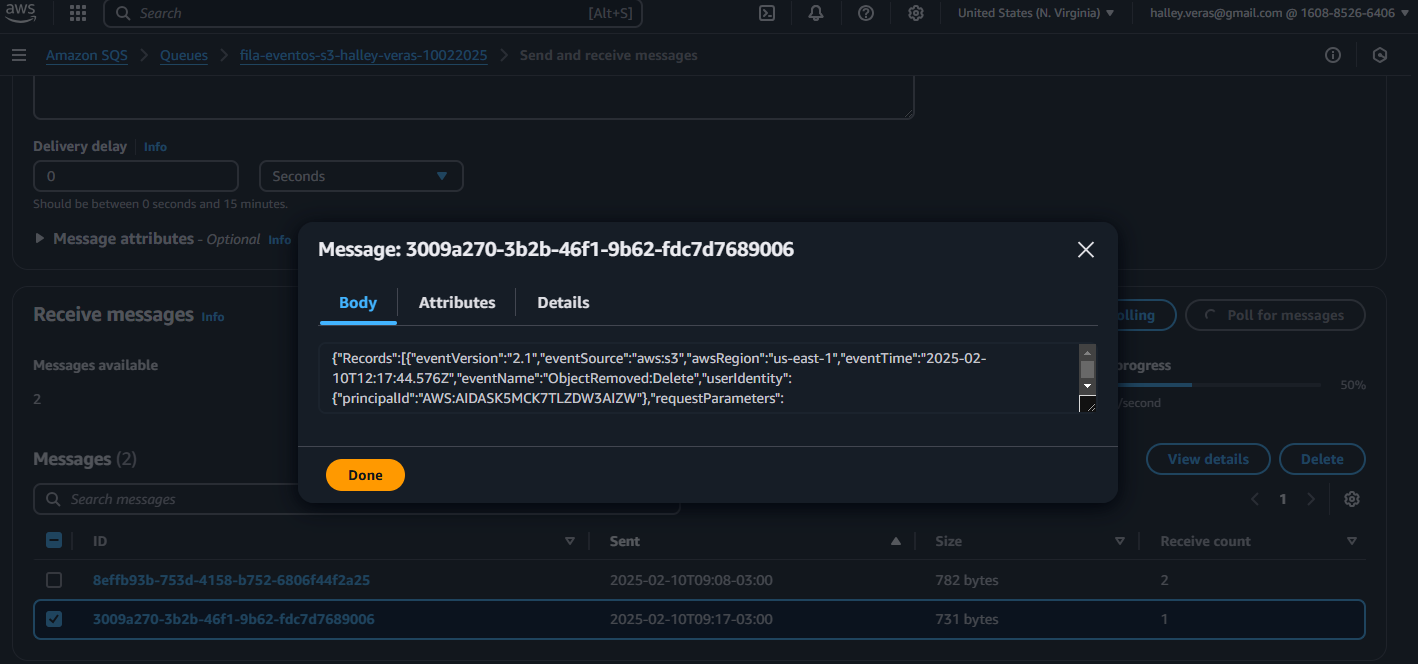 aws
Search [Alt+S]
United States (N. Virginia)
halley.veras@gmail.com @ 1608-8526-6406
Amazon SQS
Queues
fila-eventos-s3-halley-veras-10022025
Send and receive messages
Delivery delay Info
0
Seconds
Should be between 0 seconds and 15 minutes.
Message attributes - Optional Info
Message: 3009a270-3b2b-46f1-9b62-fdc7d7689006
Body
Attributes
Details
{"Records":[{"eventVersion":"2.1","eventSource":"aws:s3","awsRegion":"us-east-1","eventTime":"2025-02-
10T12:17:44.576Z","eventName":"ObjectRemoved:Delete","userIdentity":
{"principalId":"AWS:AIDASK5MCK7TLZDW3AIZW"},"requestParameters":
Done
Receive messages Info
olling
Poll for messages
Messages available
2
rogress
50%
/second
Messages (2)
View details
Delete
Search messages
1
ID Sent Size Receive count
8effb93b-753d-4158-b752-6806f44f2a25 2025-02-10T09:08-03:00 782 bytes 2
3009a270-3b2b-46f1-9b62-fdc7d7689006 2025-02-10T09:17-03:00 731 bytes 1